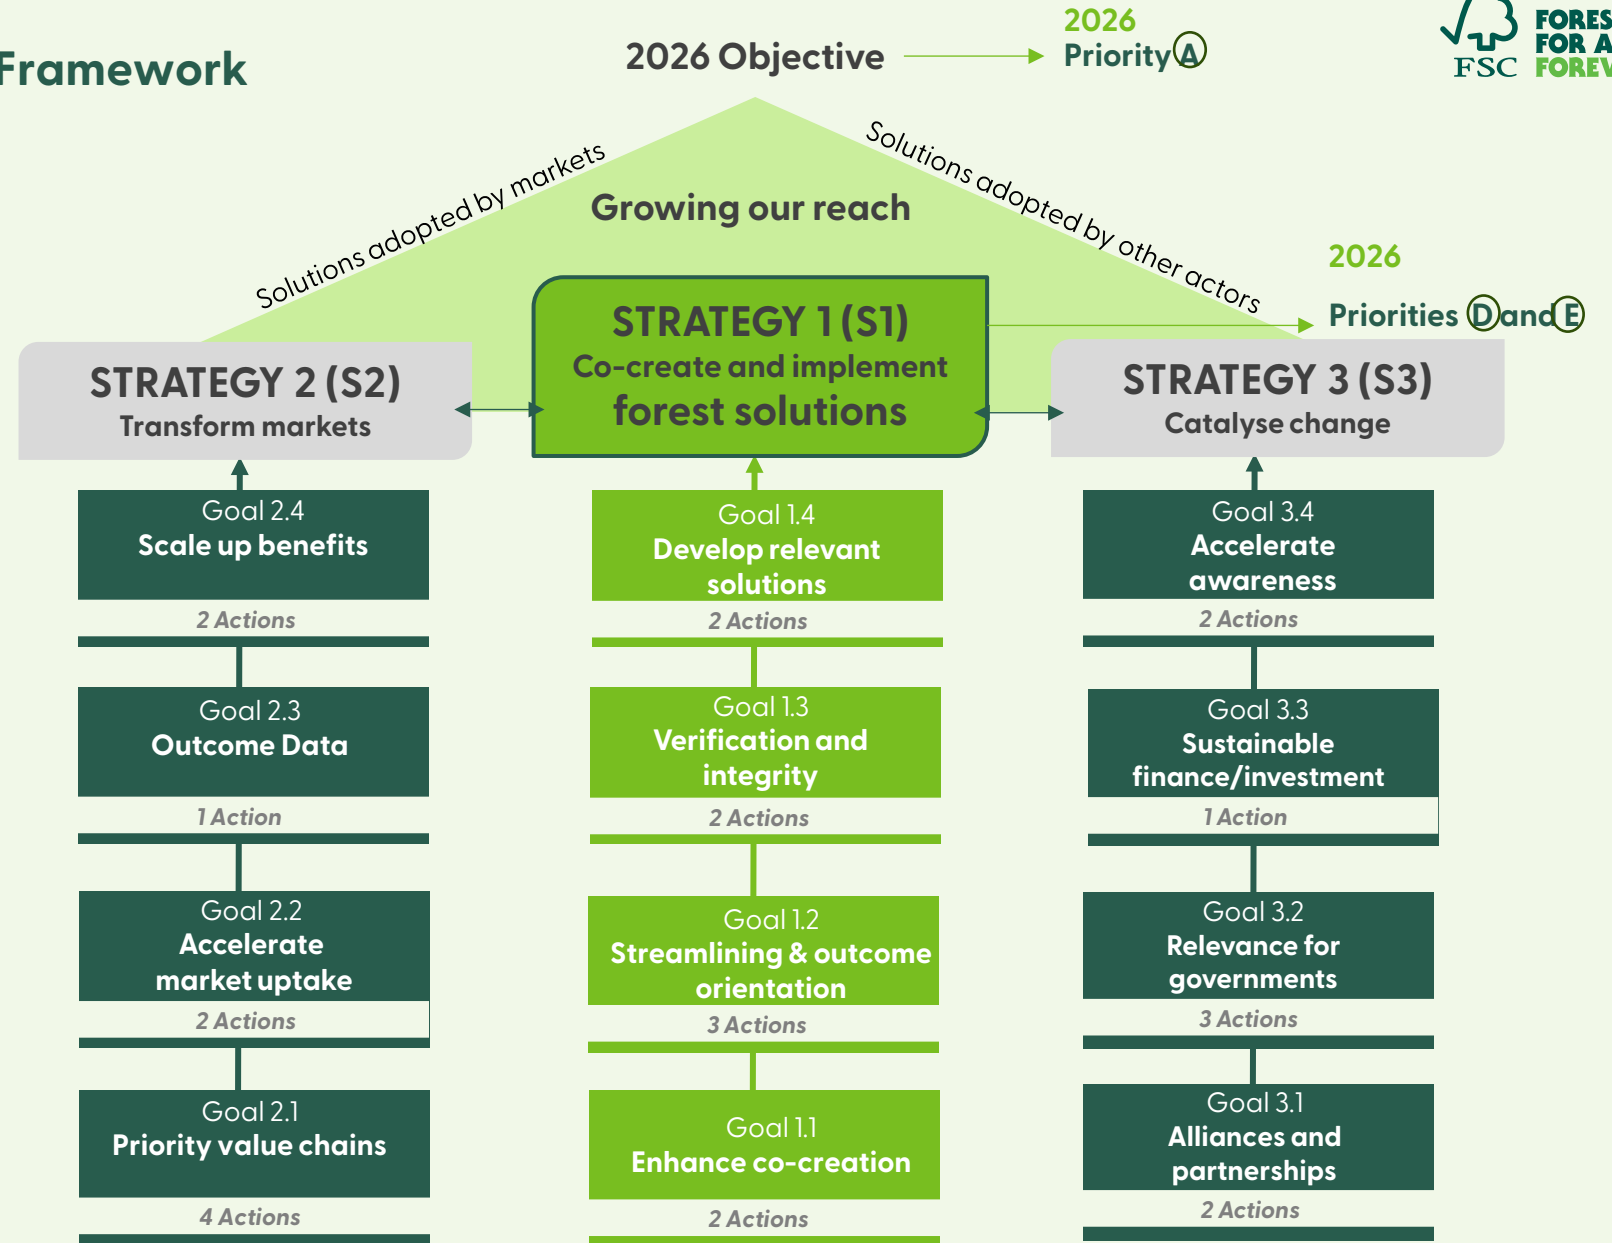 Framework
2026 Objective
2026
Priority A
FSC
FORES
FOR A
FOREV
Solutions adopted by markets
Solutions adopted by other actors
Growing our reach
2026
Priorities D and E
STRATEGY 1 (S1)
Co-create and implement
forest solutions
STRATEGY 2 (S2)
Transform markets
STRATEGY 3 (S3)
Catalyse change
Goal 2.4
Scale up benefits
2 Actions
Goal 1.4
Develop relevant
solutions
2 Actions
Goal 3.4
Accelerate
awareness
2 Actions
Goal 2.3
Outcome Data
1 Action
Goal 1.3
Verification and
integrity
2 Actions
Goal 3.3
Sustainable
finance/investment
1 Action
Goal 2.2
Accelerate
market uptake
2 Actions
Goal 1.2
Streamlining & outcome
orientation
3 Actions
Goal 3.2
Relevance for
governments
3 Actions
Goal 2.1
Priority value chains
4 Actions
Goal 1.1
Enhance co-creation
2 Actions
Goal 3.1
Alliances and
partnerships
2 Actions